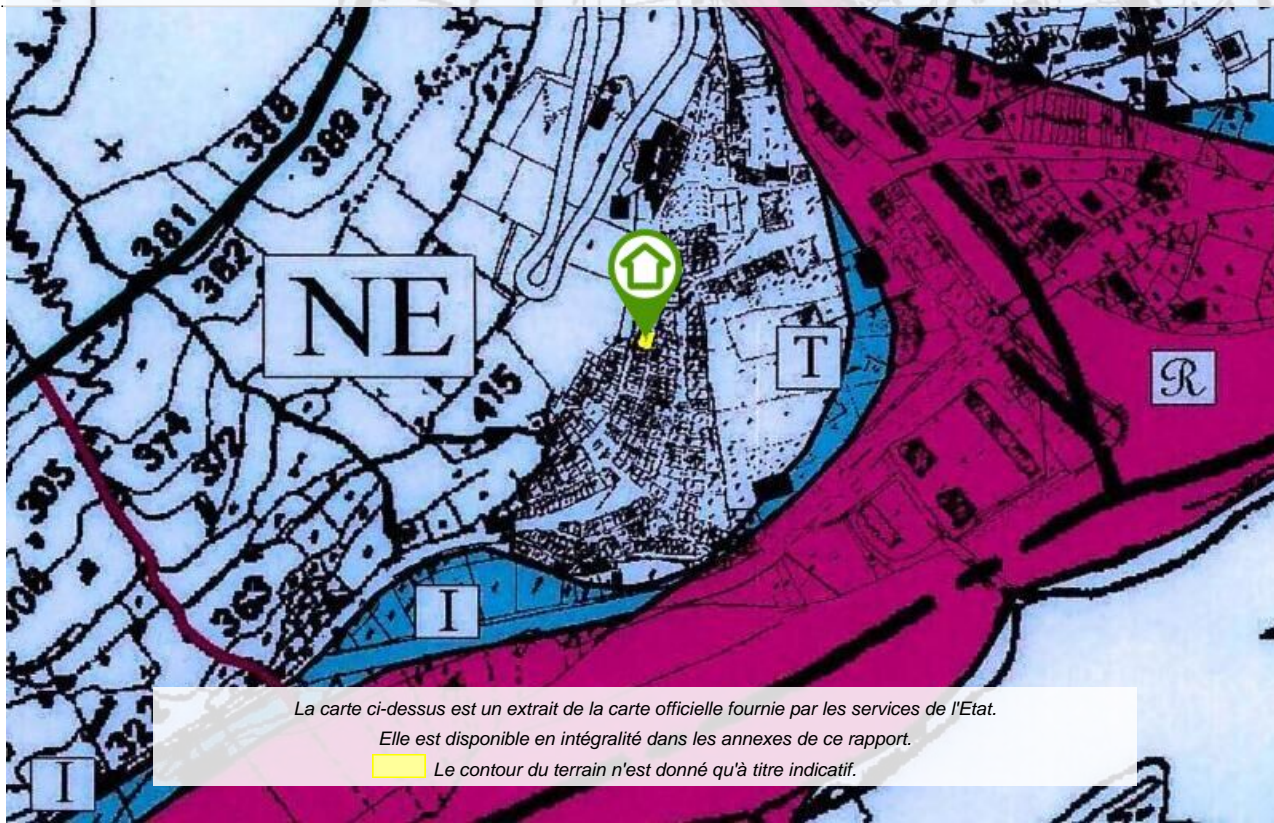 388
389
381
382
NE
415
T
R
374
372
305
363
I
I
La carte ci-dessus est un extrait de la carte officielle fournie par les services de l'Etat.
Elle est disponible en intégralité dans les annexes de ce rapport.
Le contour du terrain n'est donné qu'à titre indicatif.